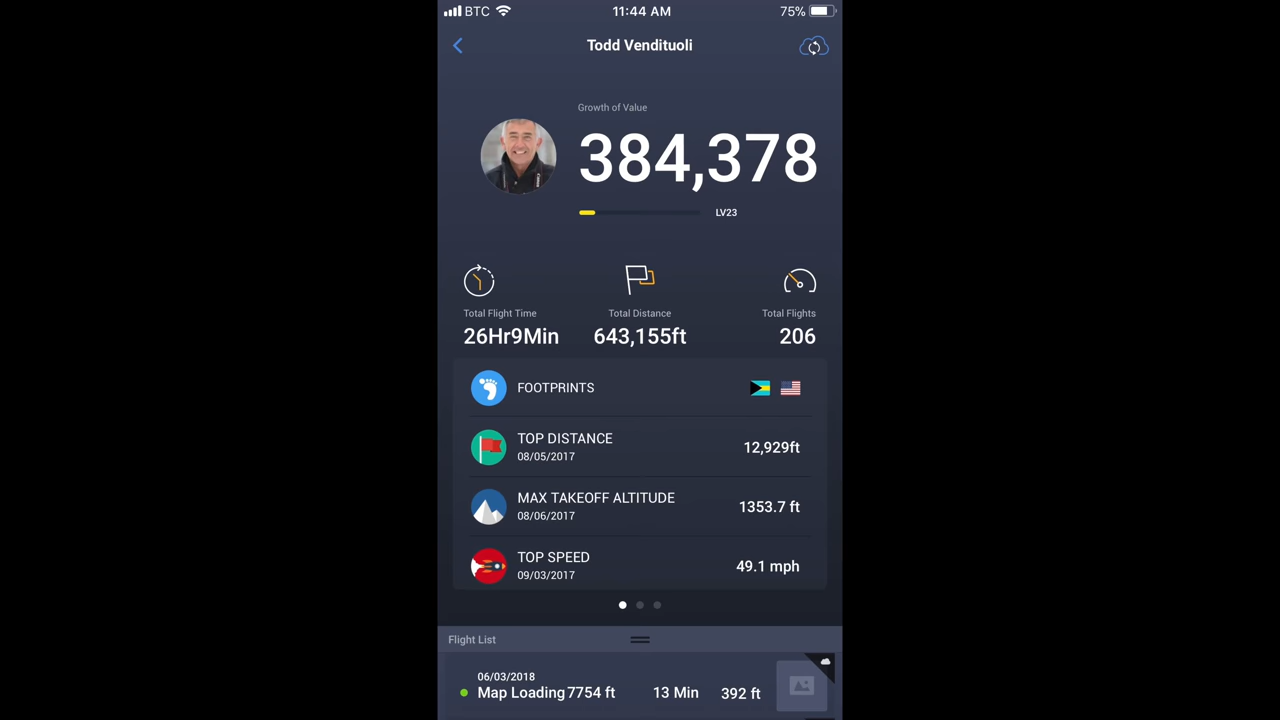 BTC 11:44 AM 75%
Todd Vendituoli
Growth of Value
384,378
LV23
Total Flight Time Total Distance Total Flights
26Hr9Min 643,155ft 206
FOOTPRINTS
TOP DISTANCE
08/05/2017 12,929ft
MAX TAKEOFF ALTITUDE
08/06/2017 1353.7 ft
TOP SPEED
09/03/2017 49.1 mph
Flight List
06/03/2018
Map Loading 7754 ft 13 Min 392 ft